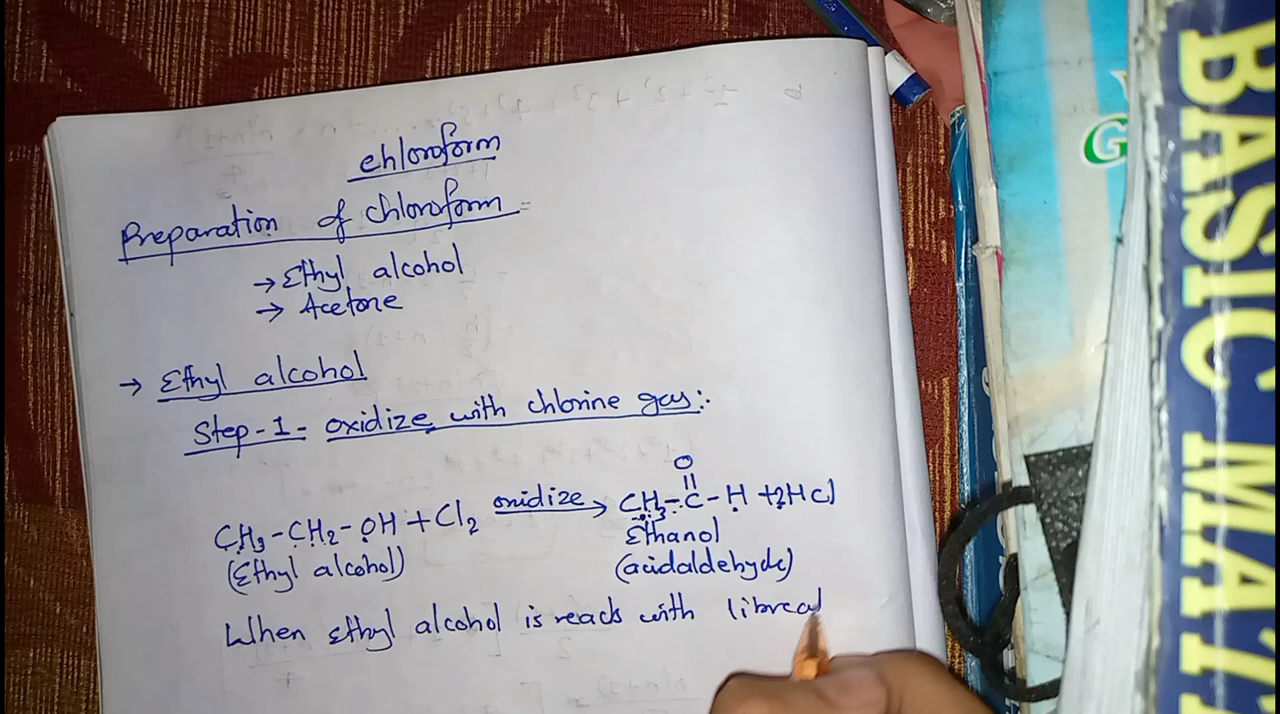 chloroform
Preparation of chloroform =
→ Ethyl alcohol
→ Acetone
→ Ethyl alcohol
Step-1- oxidize with chlorine gas:-
O
||
CH₃-CH₂-OH + Cl₂ oxidize → CH₃-C-H +2HCl
(Ethyl alcohol)
Ethanol
(acidaldehyde)
When Ethyl alcohol is reacts with libreat
BASIC MAT
G